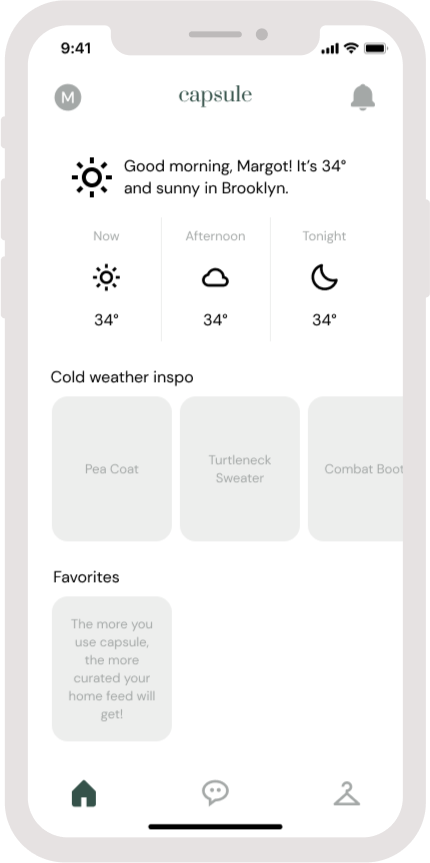 9:41
M
capsule
Good morning, Margot! It's 34°
and sunny in Brooklyn.
Now
Afternoon
Tonight
34°
34°
34°
Cold weather inspo
Pea Coat
Turtleneck
Sweater
Combat Boot
Favorites
The more you
use capsule,
the more
curated your
home feed will
get!